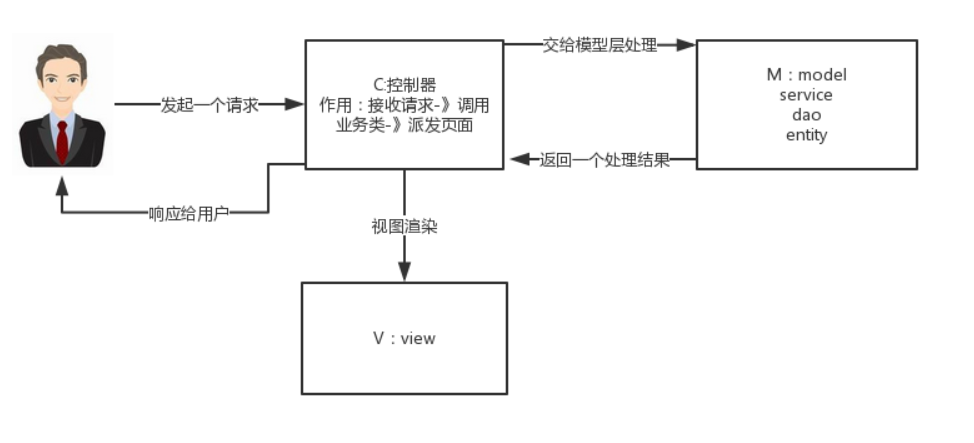 交给模型层处理
C:控制器
作用：接收请求-》调用
业务类-》派发页面
M：model
service
dao
entity
发起一个请求
返回一个处理结果
响应给用户
视图渲染
V：view